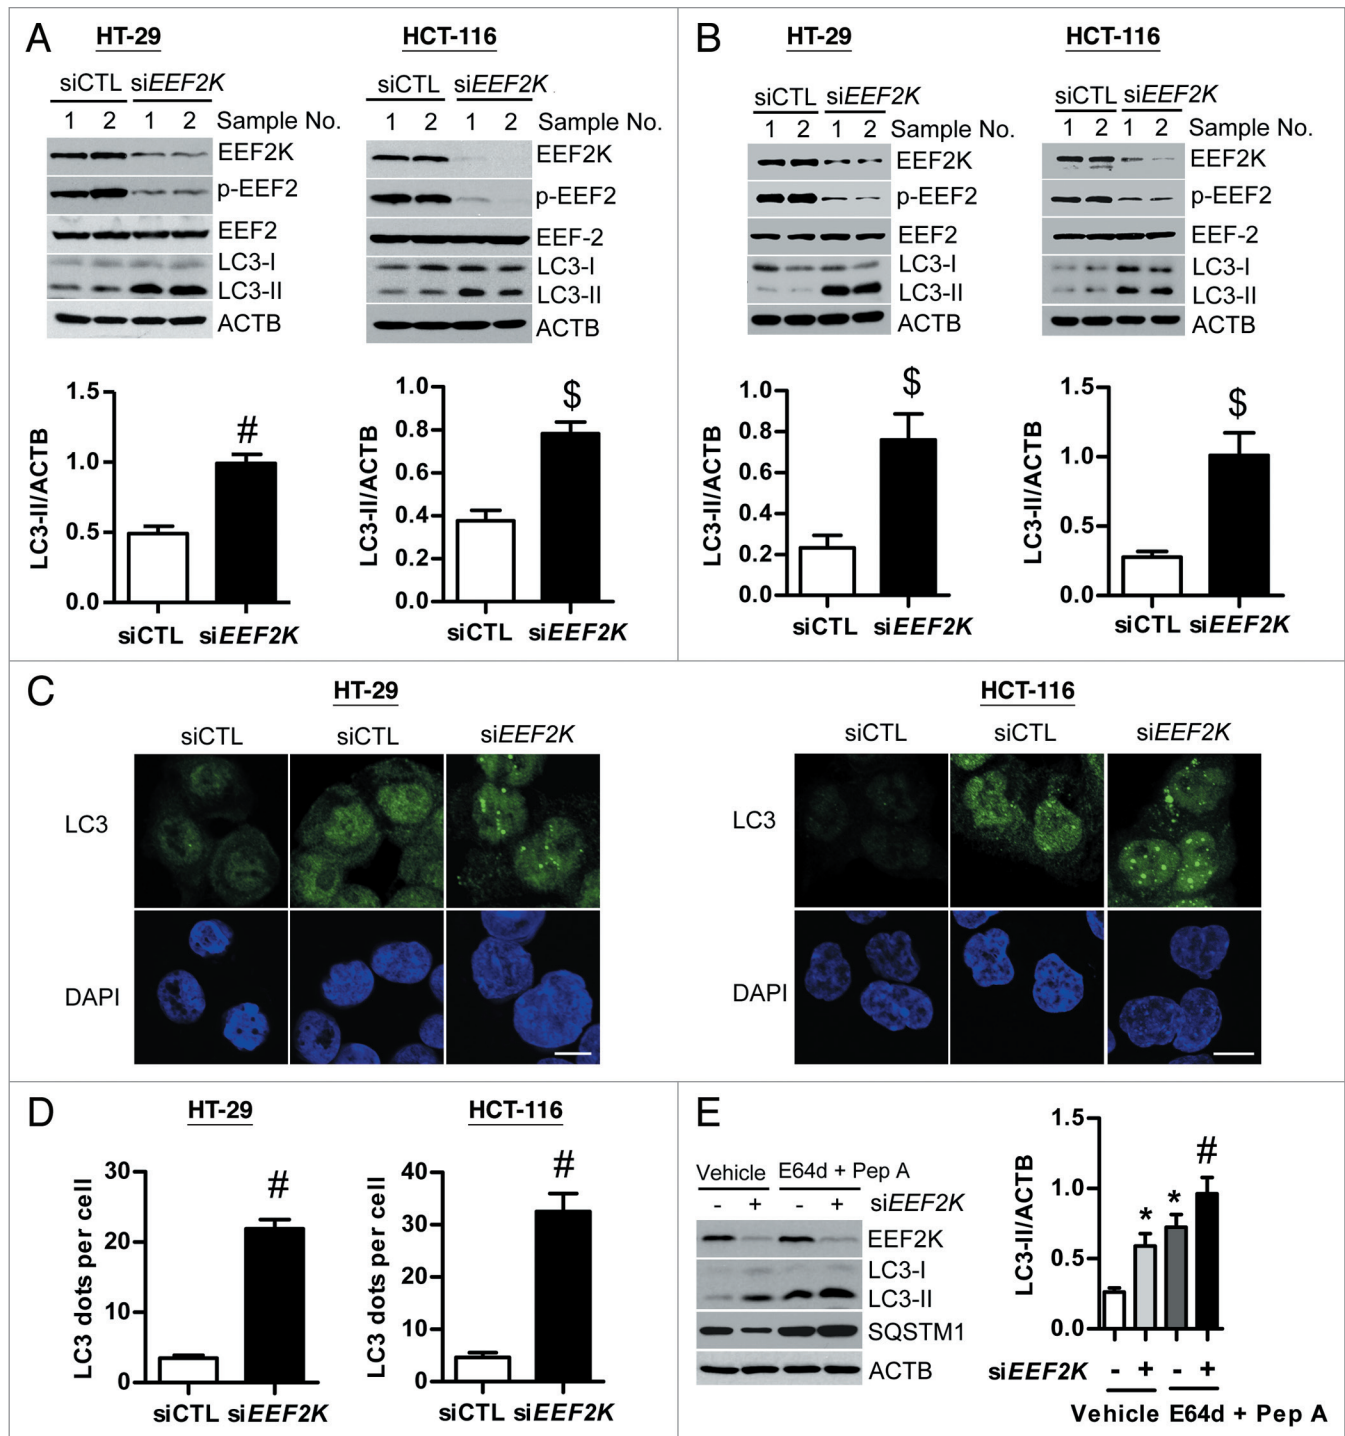 A
HT-29
HCT-116
siCTL siEEF2K
1 2 1 2 Sample No.
EEF2K
p-EEF2
EEF2
LC3-I
LC3-II
ACTB
siCTL siEEF2K
1 2 1 2 Sample No.
EEF2K
p-EEF2
EEF-2
LC3-I
LC3-II
ACTB
LC3-II/ACTB
1.5
1.0
0.5
0.0
#
siCTL siEEF2K
LC3-II/ACTB
1.0
0.8
0.6
0.4
0.2
0.0
$
siCTL siEEF2K
B
HT-29
HCT-116
siCTL siEEF2K
1 2 1 2 Sample No.
EEF2K
p-EEF2
EEF2
LC3-I
LC3-II
ACTB
siCTL siEEF2K
1 2 1 2 Sample No.
EEF2K
p-EEF2
EEF-2
LC3-I
LC3-II
ACTB
LC3-II/ACTB
1.0
0.8
0.6
0.4
0.2
0.0
$
siCTL siEEF2K
LC3-II/ACTB
1.5
1.0
0.5
0.0
$
siCTL siEEF2K
C
HT-29
HCT-116
siCTL siCTL siEEF2K
LC3
DAPI
siCTL siCTL siEEF2K
LC3
DAPI
D
HT-29
HCT-116
LC3 dots per cell
30
20
10
0
#
siCTL siEEF2K
LC3 dots per cell
40
30
20
10
0
#
siCTL siEEF2K
E
Vehicle E64d + Pep A
- + - + siEEF2K
EEF2K
LC3-I
LC3-II
SQSTM1
ACTB
LC3-II/ACTB
1.5
1.0
0.5
0.0
* * #
siEEF2K - + - +
Vehicle E64d + Pep A